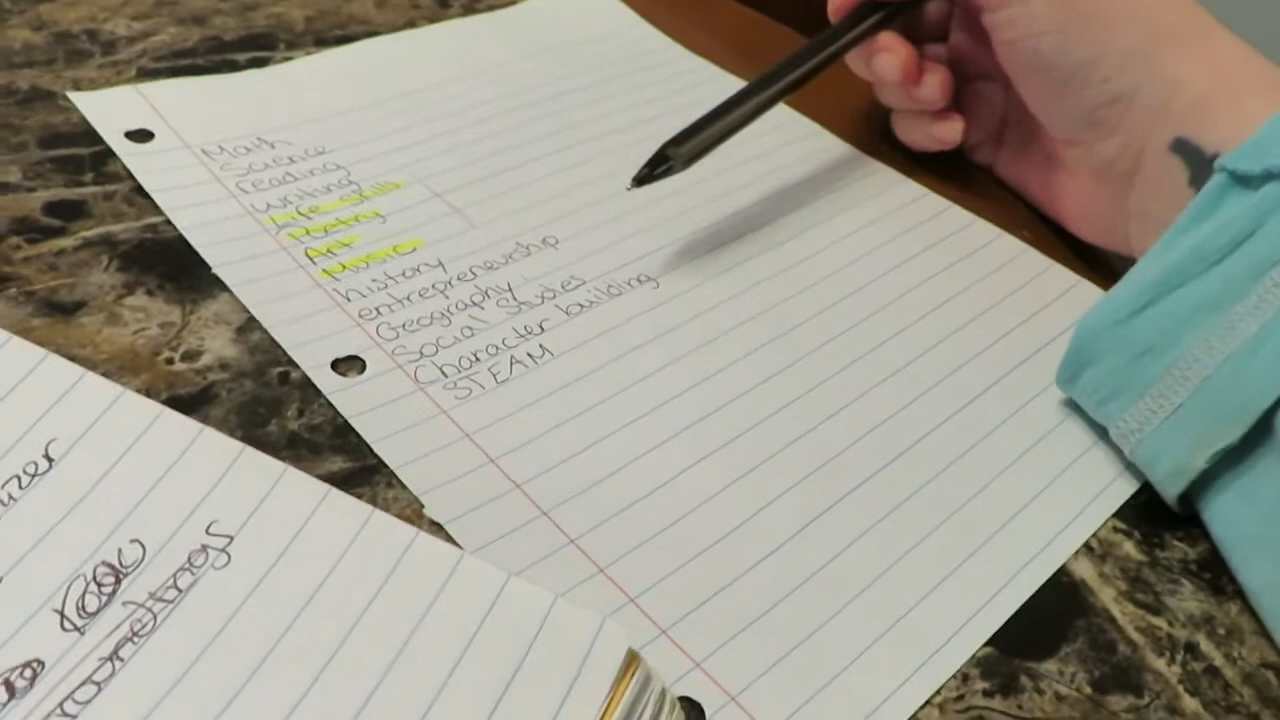 Math
Science
reading
writing
Life skills
Poetry
Art
Music
history
entrepreneurship
Geography
Social Studies
Character building
STEAM